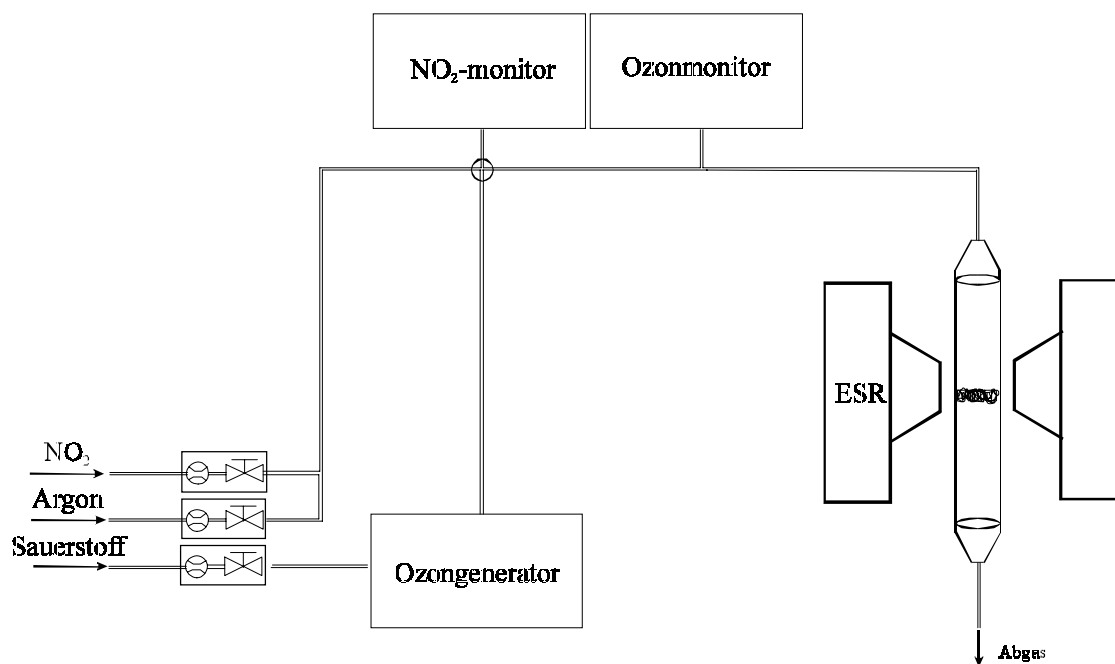 NO₂-monitor
Ozonmonitor
ESR
NO₂
Argon
Sauerstoff
Ozongenerator
Abgas